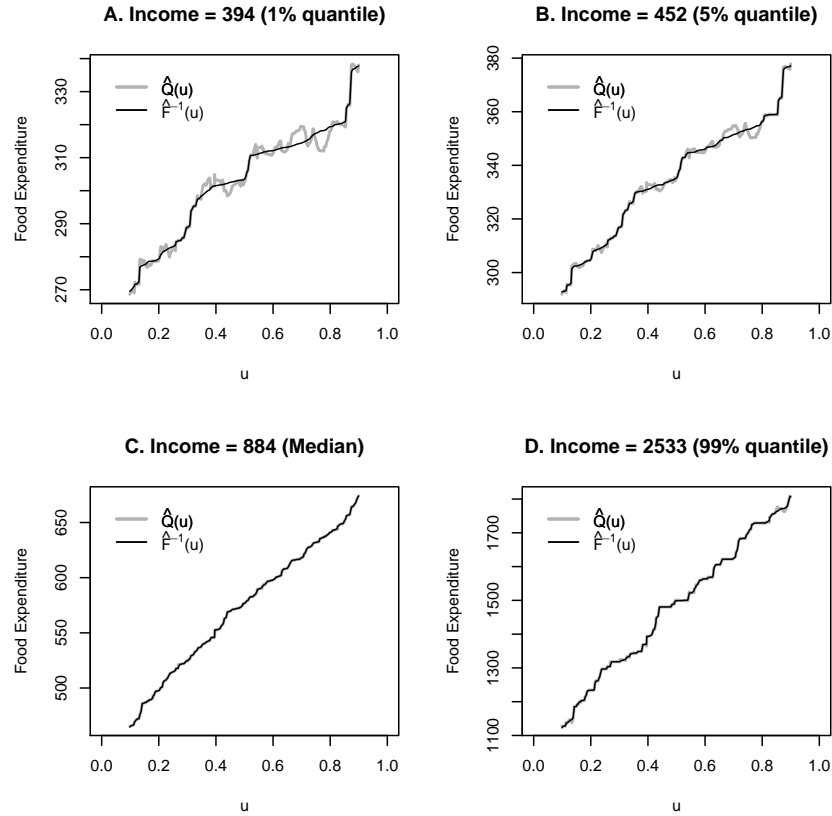 A. Income = 394 (1% quantile)
Food Expenditure
270 290 310 330
Q̂(u)
F̂⁻¹(u)
0.0 0.2 0.4 0.6 0.8 1.0
u
B. Income = 452 (5% quantile)
Food Expenditure
300 320 340 360 380
Q̂(u)
F̂⁻¹(u)
0.0 0.2 0.4 0.6 0.8 1.0
u
C. Income = 884 (Median)
Food Expenditure
500 550 600 650
Q̂(u)
F̂⁻¹(u)
0.0 0.2 0.4 0.6 0.8 1.0
u
D. Income = 2533 (99% quantile)
Food Expenditure
1100 1300 1500 1700
Q̂(u)
F̂⁻¹(u)
0.0 0.2 0.4 0.6 0.8 1.0
u